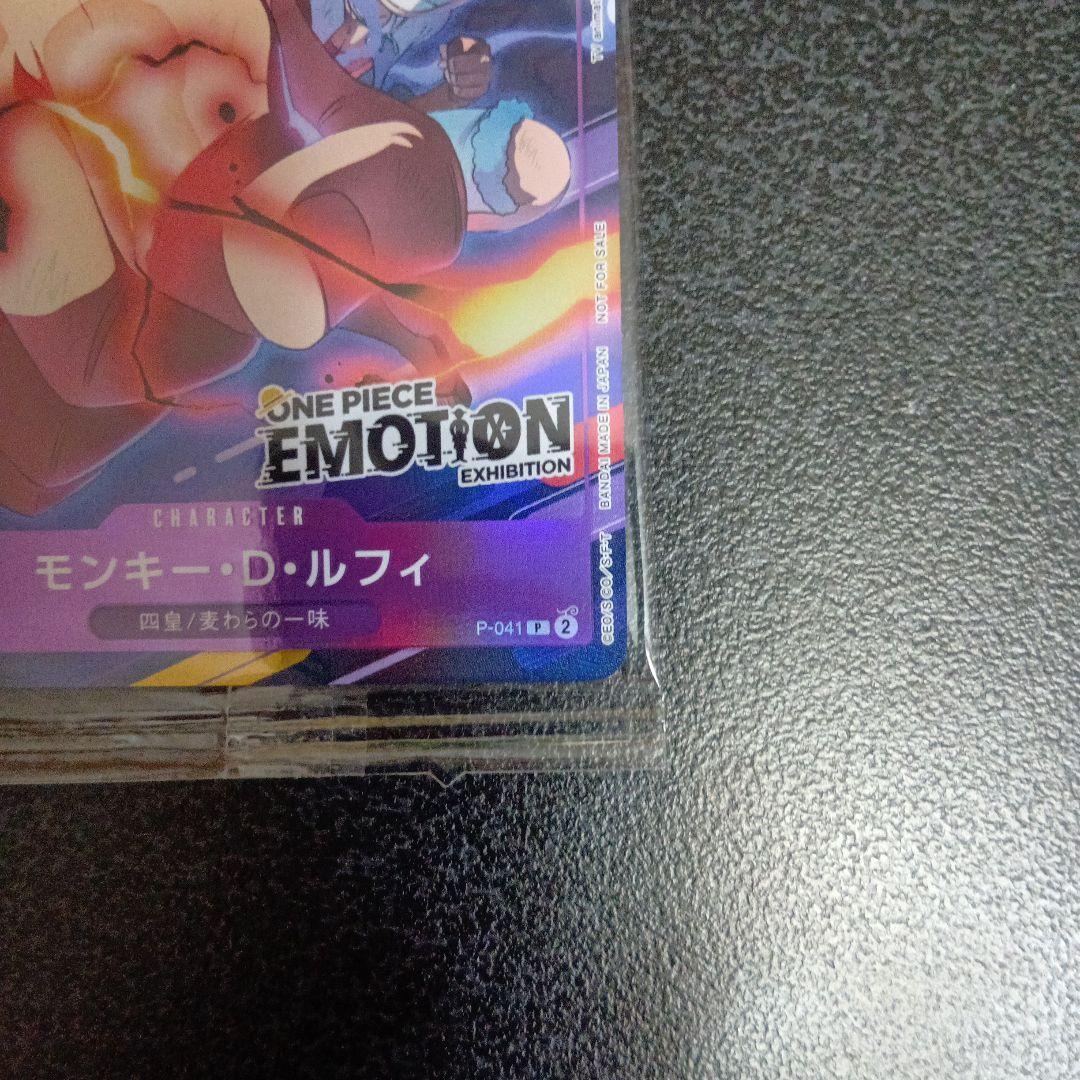 ONE PIECE
EMOTION
EXHIBITION
CHARACTER
モンキー・D・ルフィ
四皇/麦わらの一味
P-041 P 2
BANDAI MADE IN JAPAN NOT FOR SALE